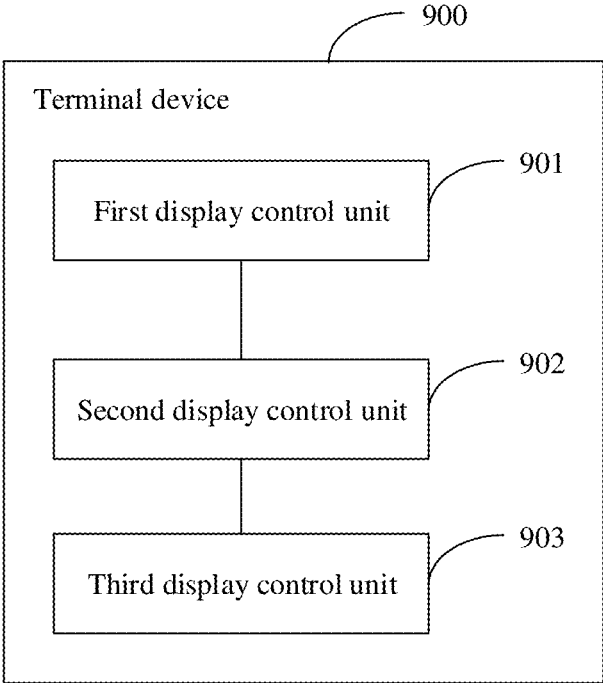 900
Terminal device
901
First display control unit
902
Second display control unit
903
Third display control unit